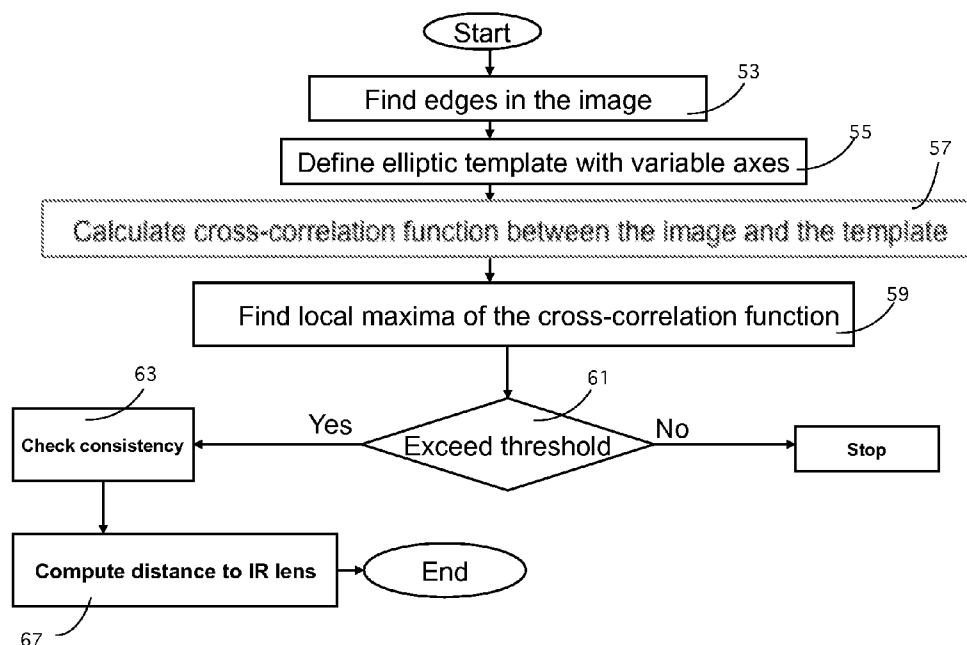 Start
53
Find edges in the image
55
Define elliptic template with variable axes
57
Calculate cross-correlation function between the image and the template
59
Find local maxima of the cross-correlation function
61
63
Yes
Exceed threshold
No
Check consistency
Stop
Compute distance to IR lens
End
67